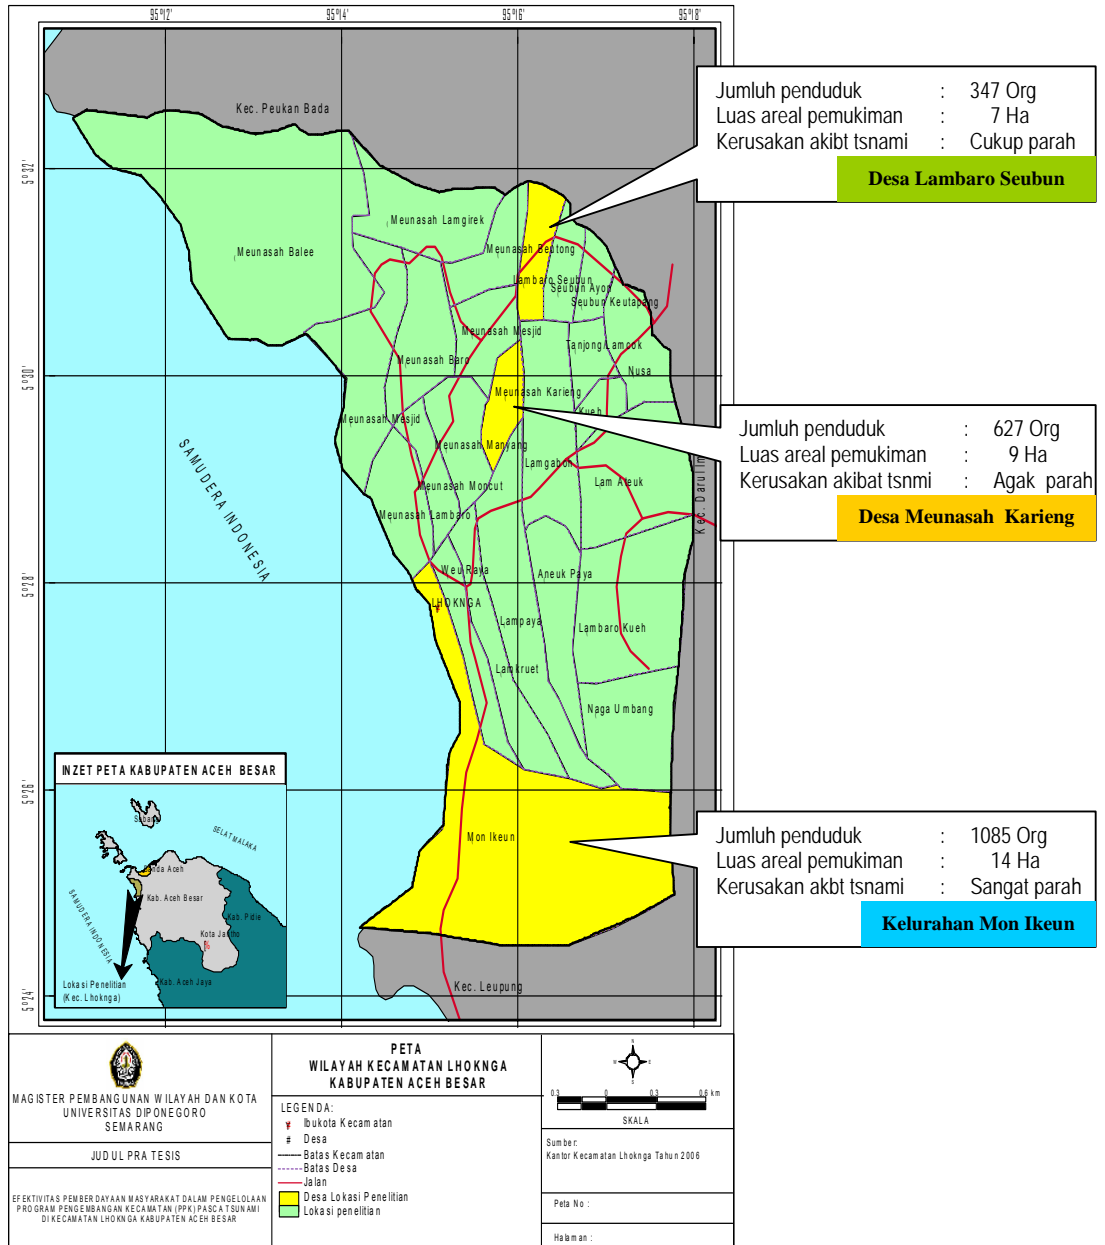 95°12'
95°14'
95°16'
95°18'
5°32'
5°30'
5°28'
5°26'
5°24'
Kec. Peukan Bada
Meunasah Lamgirek
Meunasah Balee
Meunasah Beutong
Lambaro Seubun
Seubun Ayon
Seubun Keutapang
Meunasah Mesjid
Tanjong Lamcok
Meunasah Baro
Nusa
Meunasah Karieng
Kueh
Meunasah Mesjid
Meunasah Manyang
Lamgaboh
Lam Ateuk
Meunasah Moncut
Meunasah Lambaro
Kec. Darul Im
Weu Raya
Aneuk Paya
LHOKNGA
Lampaya
Lambaro Kueh
Lamkruet
Naga Umbang
Mon Ikeun
Kec. Leupung
SAMUDERA INDONESIA
Jumlah penduduk : 347 Org
Luas areal pemukiman : 7 Ha
Kerusakan akibt tsnami : Cukup parah
Desa Lambaro Seubun
Jumlah penduduk : 627 Org
Luas areal pemukiman : 9 Ha
Kerusakan akibat tsnmi : Agak parah
Desa Meunasah Karieng
Jumlah penduduk : 1085 Org
Luas areal pemukiman : 14 Ha
Kerusakan akbt tsnami : Sangat parah
Kelurahan Mon Ikeun
INZET PETA KABUPATEN ACEH BESAR
Sabang
SELAT MALAKA
Banda Aceh
Kab. Aceh Besar
Kab. Pidie
SAMUDERA INDONESIA
Kota Jantho
Kab. Aceh Jaya
Lokasi Penelitian
(Kec. Lhoknga)
MAGISTER PEMBANGUNAN WILAYAH DAN KOTA
UNIVERSITAS DIPONEGORO
SEMARANG
JUDUL PRA TESIS
EFEKTIVITAS PEMBERDAYAAN MASYARAKAT DALAM PENGELOLAAN
PROGRAM PENGEMBANGAN KECAMATAN (PPK) PASCA TSUNAMI
DI KECAMATAN LHOKNGA KABUPATEN ACEH BESAR
PETA
WILAYAH KECAMATAN LHOKNGA
KABUPATEN ACEH BESAR
LEGENDA:
Ibukota Kecamatan
# Desa
Batas Kecamatan
Batas Desa
Jalan
Desa Lokasi Penelitian
Lokasi penelitian
N
W E
S
0.3 0 0.3 0.6 km
SKALA
Sumber:
Kantor Kecamatan Lhoknga Tahun 2006
Peta No :
Halaman :